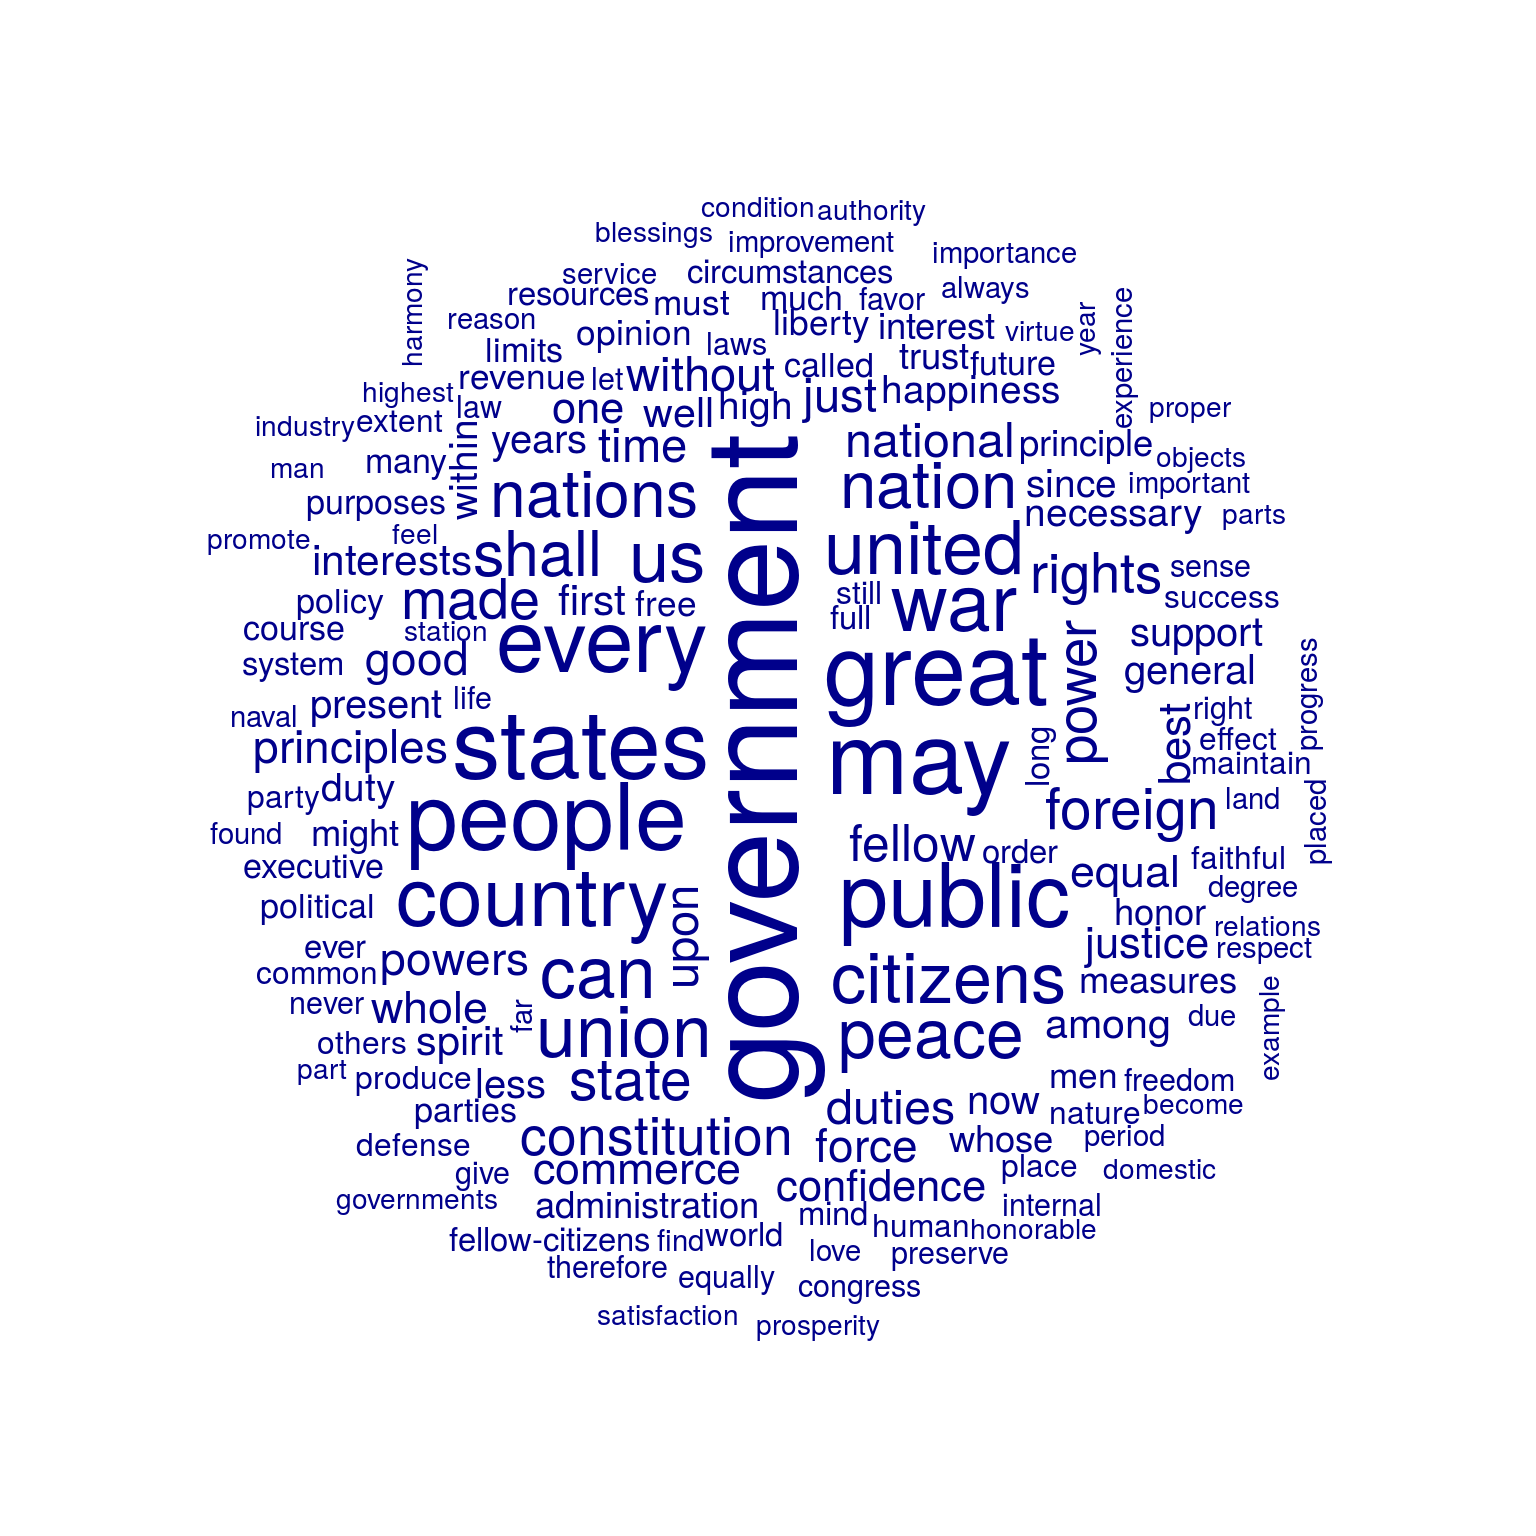 condition
authority
blessings
improvement
importance
service
circumstances
harmony
resources
must
much
favor
always
reason
opinion
laws
liberty
interest
virtue
year
experience
limits
revenue
let
without
called
trust
future
highest
law
one
well
high
just
happiness
proper
industry
extent
within
years
time
government
national
principle
objects
man
many
nations
nation
since
important
purposes
necessary
parts
promote
feel
interests
shall
us
united
rights
sense
policy
made
first
free
still
war
success
course
station
every
full
great
power
support
system
good
general
progress
naval
present
life
may
long
best
right
principles
states
effect
maintain
party
duty
people
foreign
land
placed
found
might
fellow
order
executive
country
public
equal
faithful
degree
political
upon
honor
relations
ever
powers
can
citizens
justice
respect
common
measures
never
whole
far
union
peace
among
due
example
others
spirit
part
produce
less
state
men
freedom
parties
duties
now
nature
become
defense
constitution
force
whose
period
give
commerce
place
domestic
governments
administration
confidence
internal
fellow-citizens
find
world
mind
human
honorable
therefore
equally
love
preserve
congress
satisfaction
prosperity